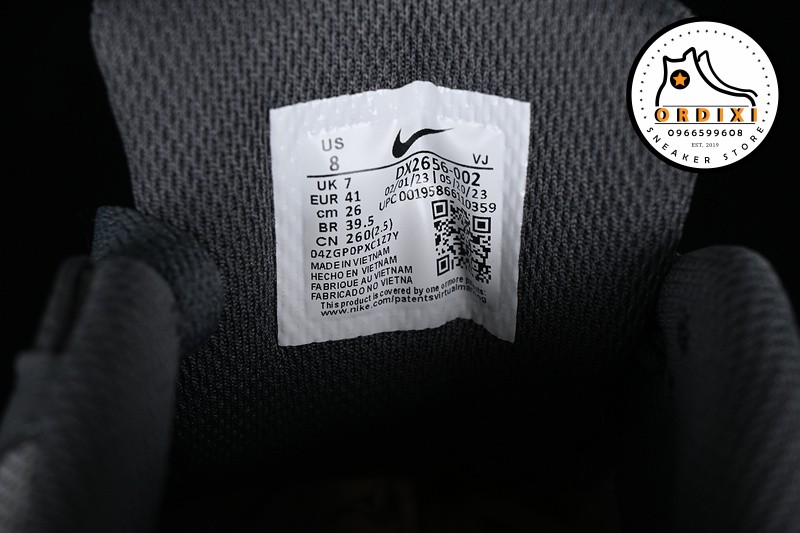 US
8
VJ
UK 7
EUR 41
cm 26
BR 39.5
CN 260(2.5)
DX2656-002
02/01/23 | 05/20/23
04ZGP0PXC1Z7Y
MADE IN VIETNAM
HECHO EN VIETNAM
FABRIQUE AU VIETNAM
FABRICADO NO VIETNA
This product is covered by one or more
www.nike.com/patents
ORDIXI
0966599608
EST. 2019
SNEAKER STORE